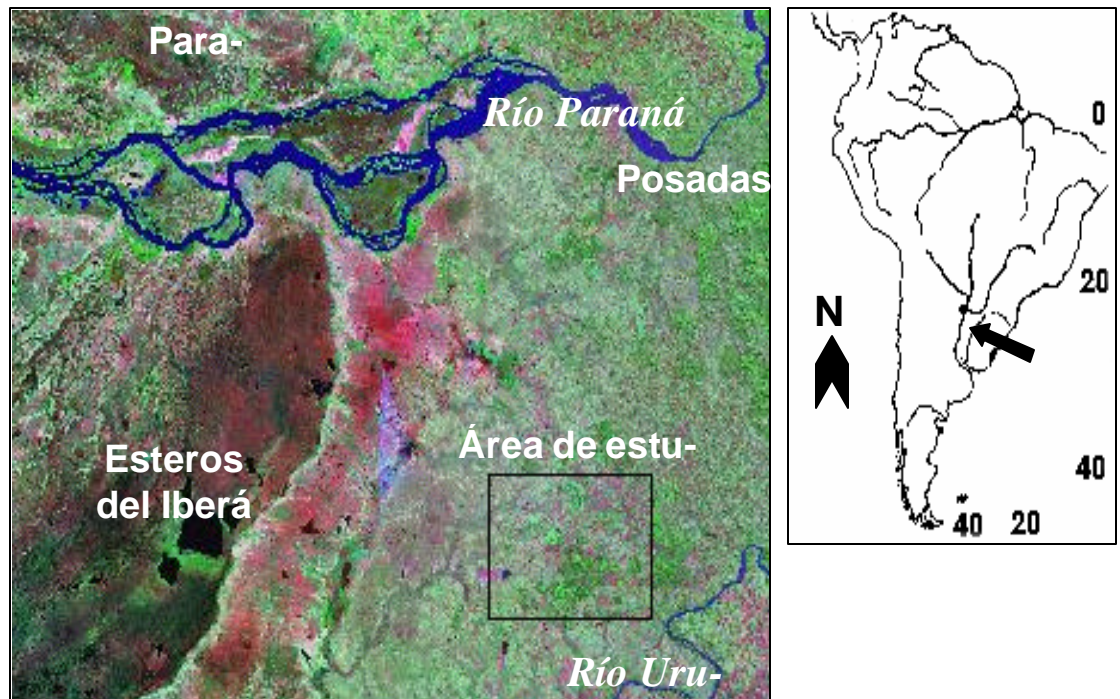 Para-
Río Paraná
Posadas
Esteros
del Iberá
Área de estu-
Río Uru-
0
20
N
40
40 20